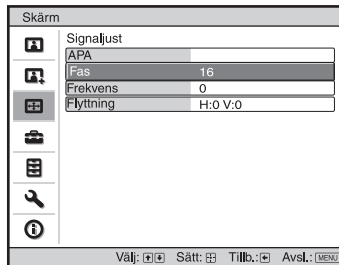 Skärm
Signaljust
APA
Fas 16
Frekvens 0
Flyttning H:0 V:0
Välj: Sätt: Tillb.: Avsl.: MENU